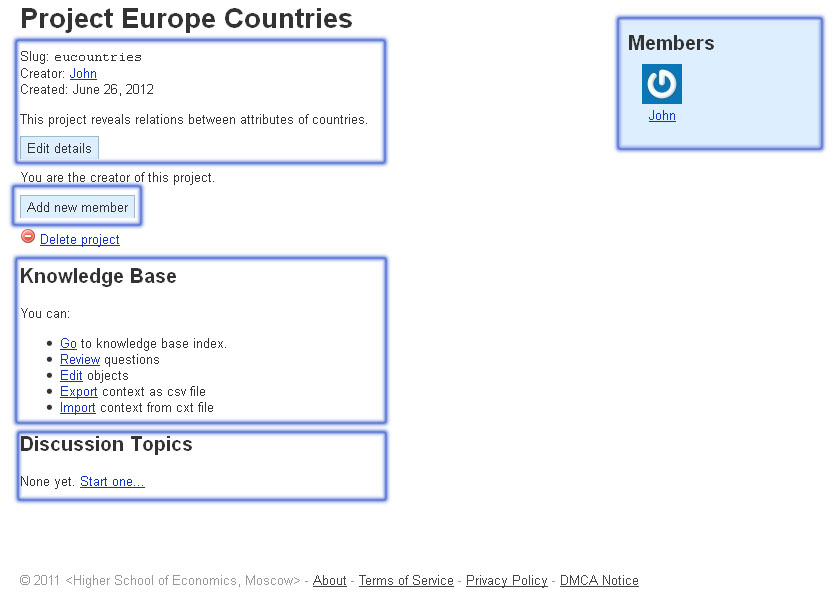 Project Europe Countries
Slug: eucountries
Creator: John
Created: June 26, 2012
This project reveals relations between attributes of countries.
Edit details
You are the creator of this project.
Add new member
Delete project
Knowledge Base
You can:
Go to knowledge base index.
Review questions
Edit objects
Export context as csv file
Import context from cxt file
Discussion Topics
None yet. Start one...
Members
John
© 2011 <Higher School of Economics, Moscow> - About - Terms of Service - Privacy Policy - DMCA Notice